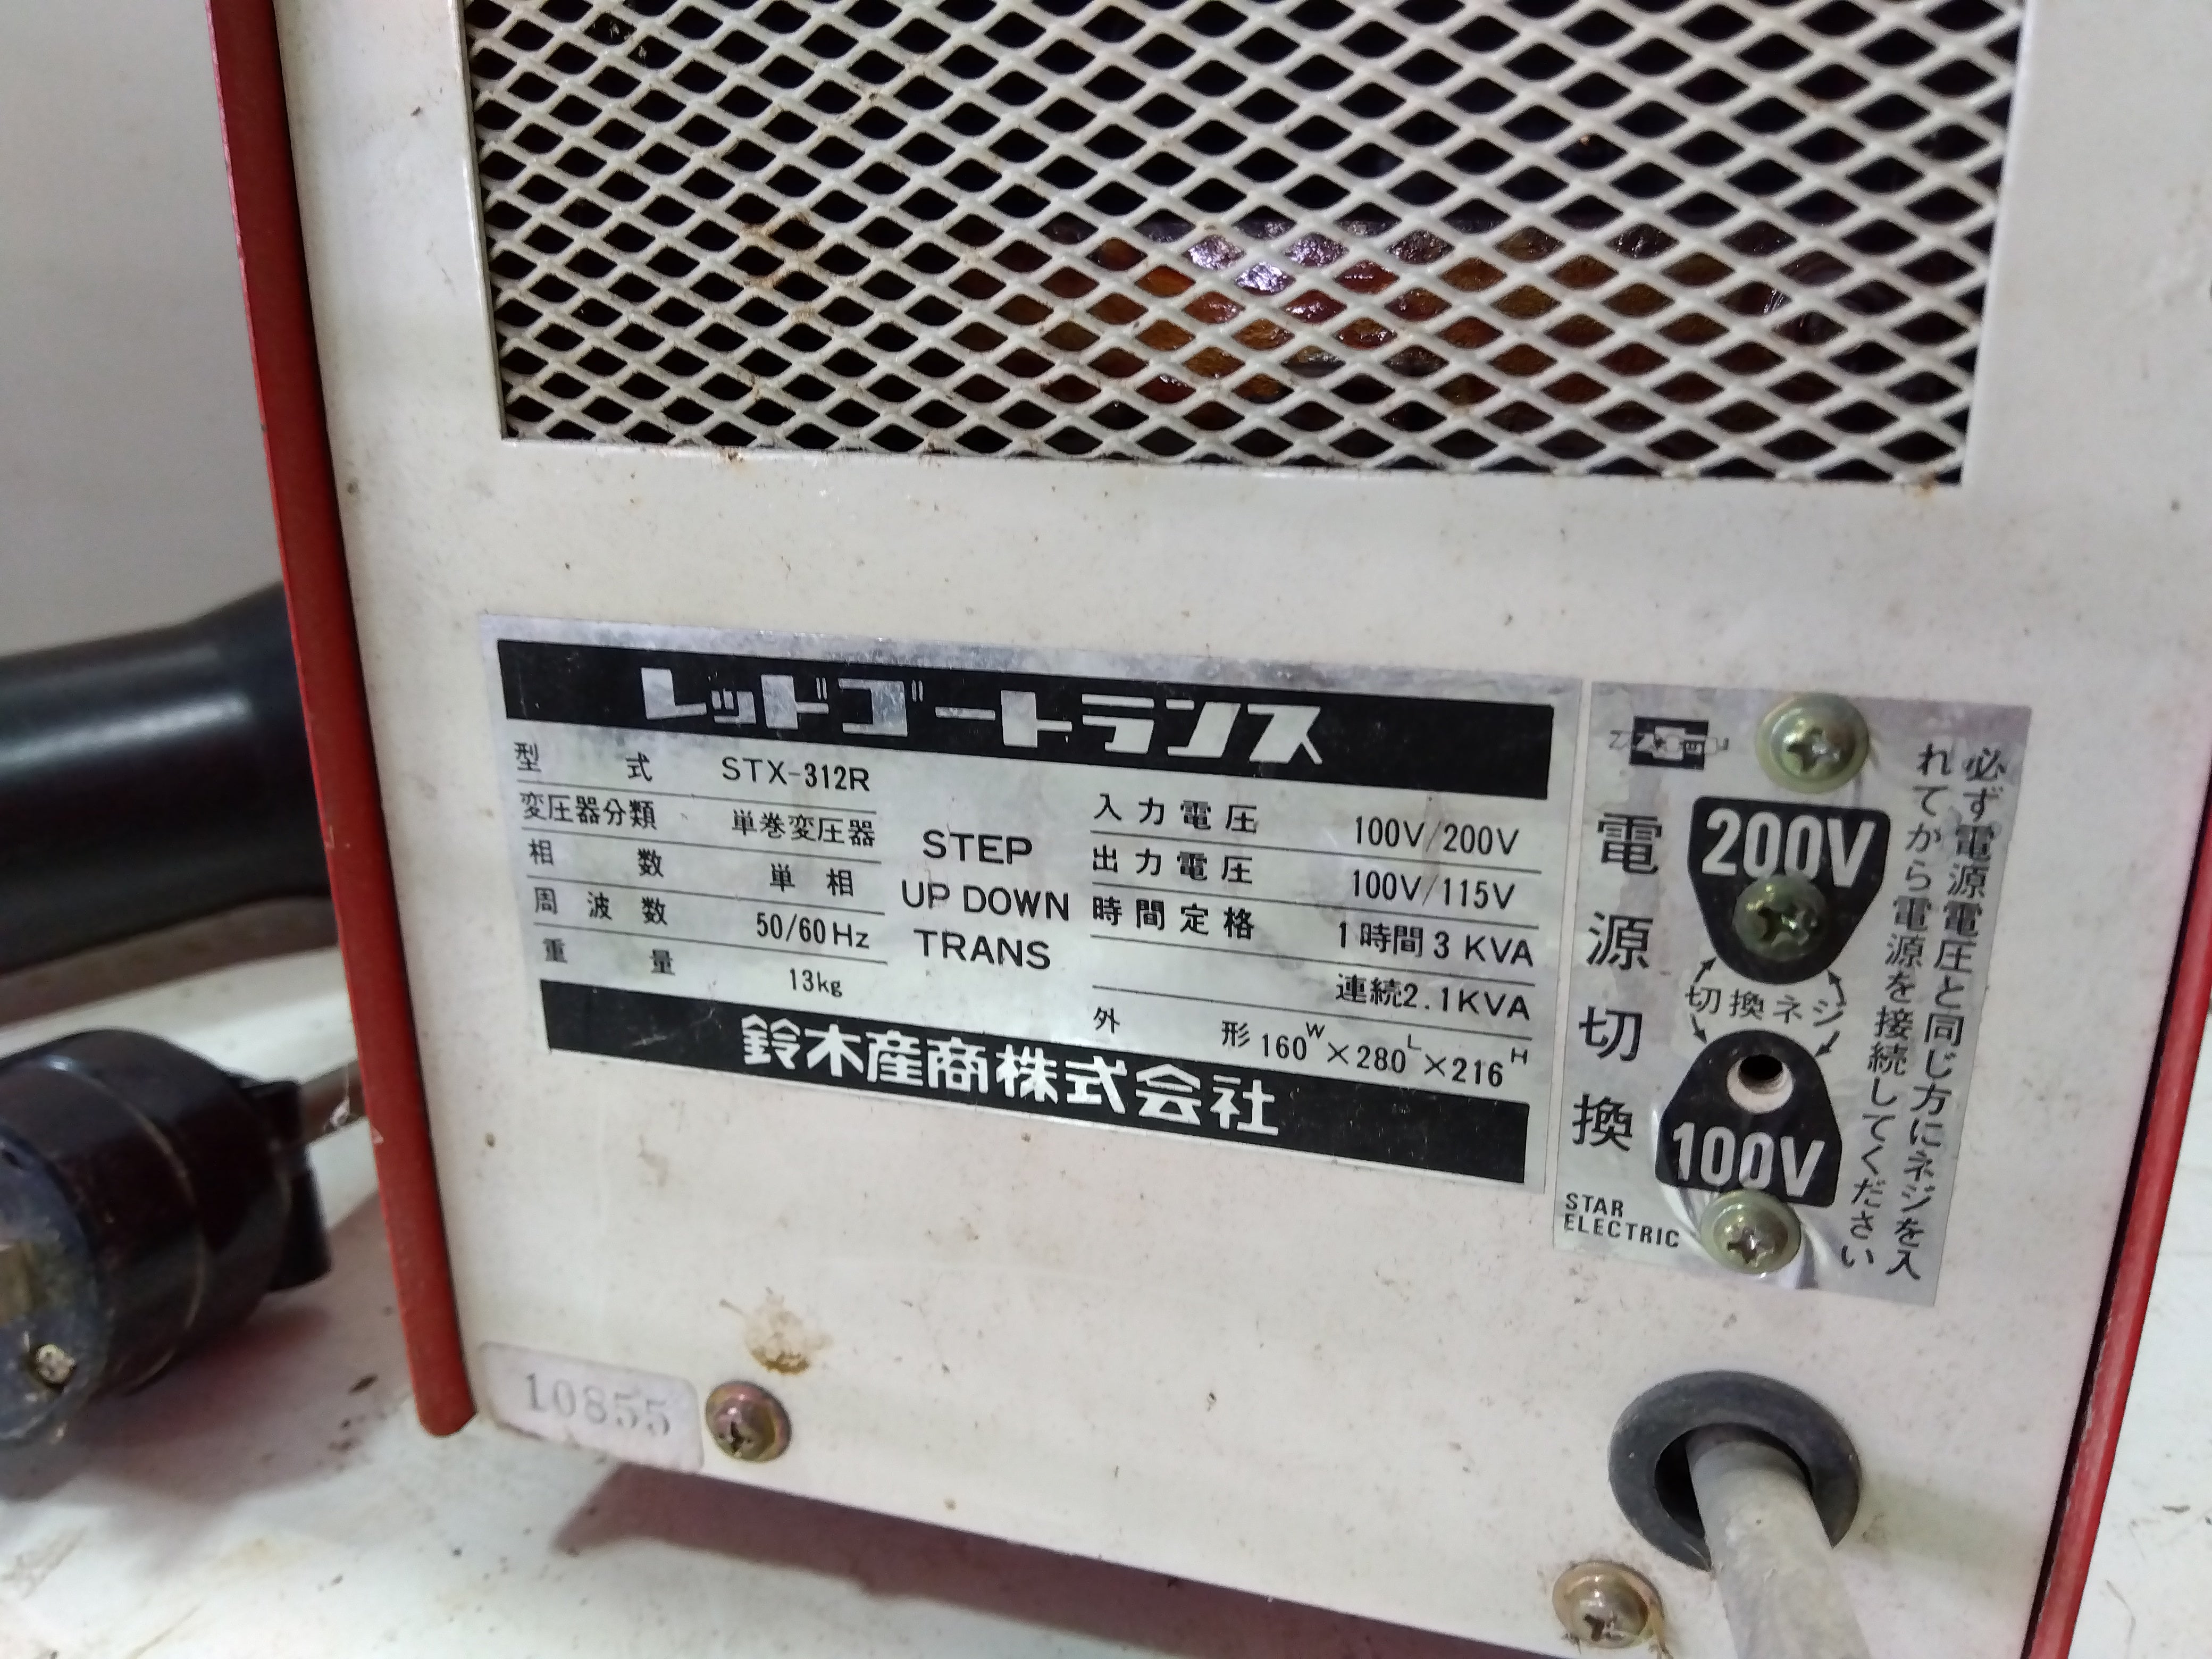 レッドゴートランス
型式 STX-312R
変圧器分類 単巻変圧器
相数 単相
周波数 50/60Hz
重量 13kg
STEP
UP DOWN
TRANS
入力電圧 100V/200V
出力電圧 100V/115V
時間定格 1時間3KVA
連続2.1KVA
外形 160W×280L×216H
鈴木産商株式会社
電源切換
200V
切換ネジ
100V
STAR
ELECTRIC
必ず電源電圧と同じ方にネジを入
れてから電源を接続してください
10855